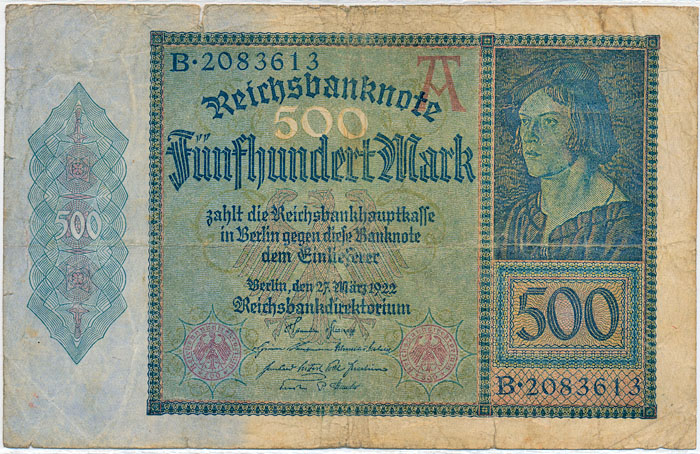 B·2083613
Reichsbanknote
500
Fünfhundert Mark
zahlt die Reichsbankhauptkasse
in Berlin gegen diese Banknote
dem Einlieferer
Berlin, den 27. März 1922
Reichsbankdirektorium
500
500
B·2083613